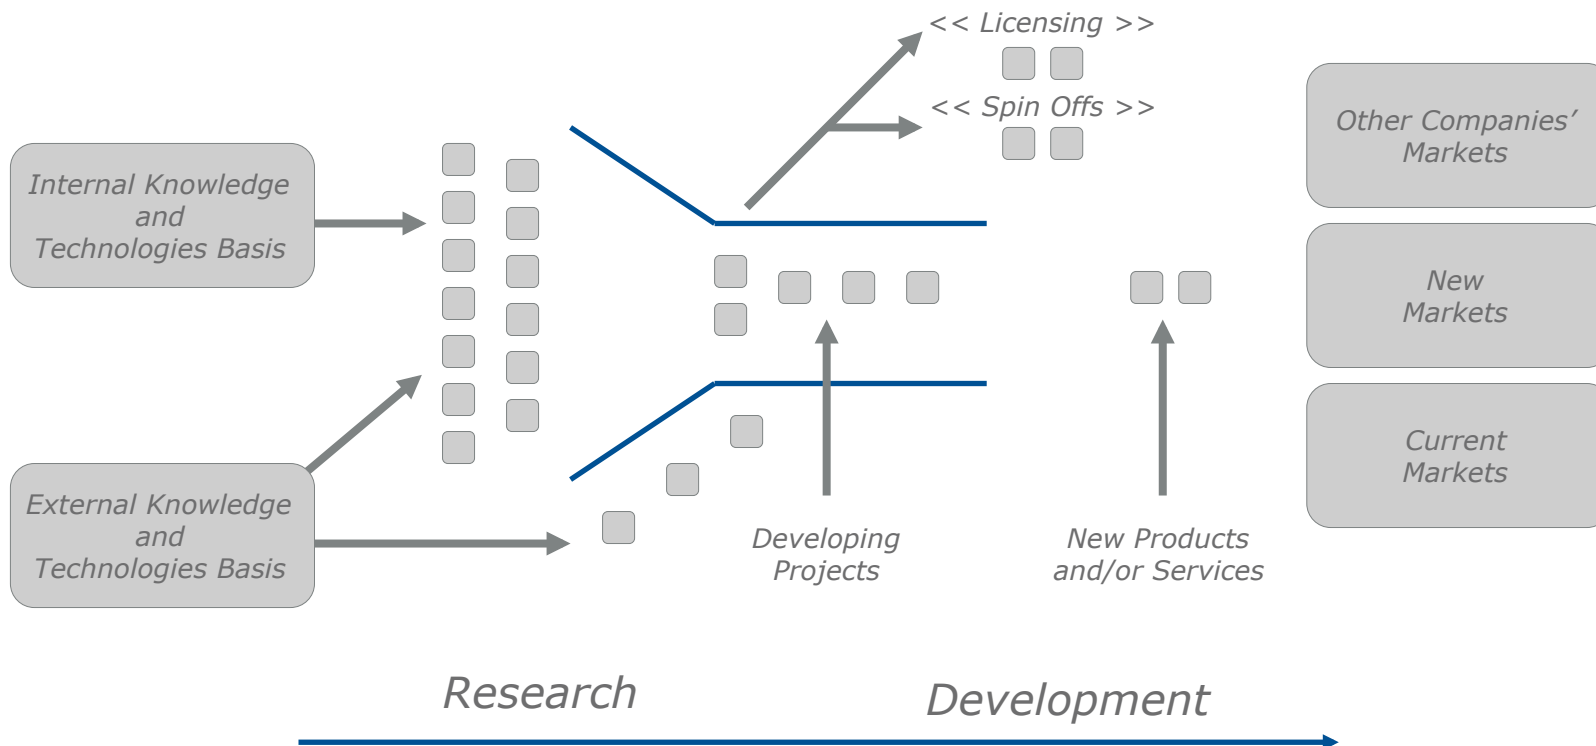 << Licensing >>
<< Spin Offs >>
Other Companies’
Markets
Internal Knowledge
and
Technologies Basis
New
Markets
Current
Markets
External Knowledge
and
Technologies Basis
Developing
Projects
New Products
and/or Services
Research
Development